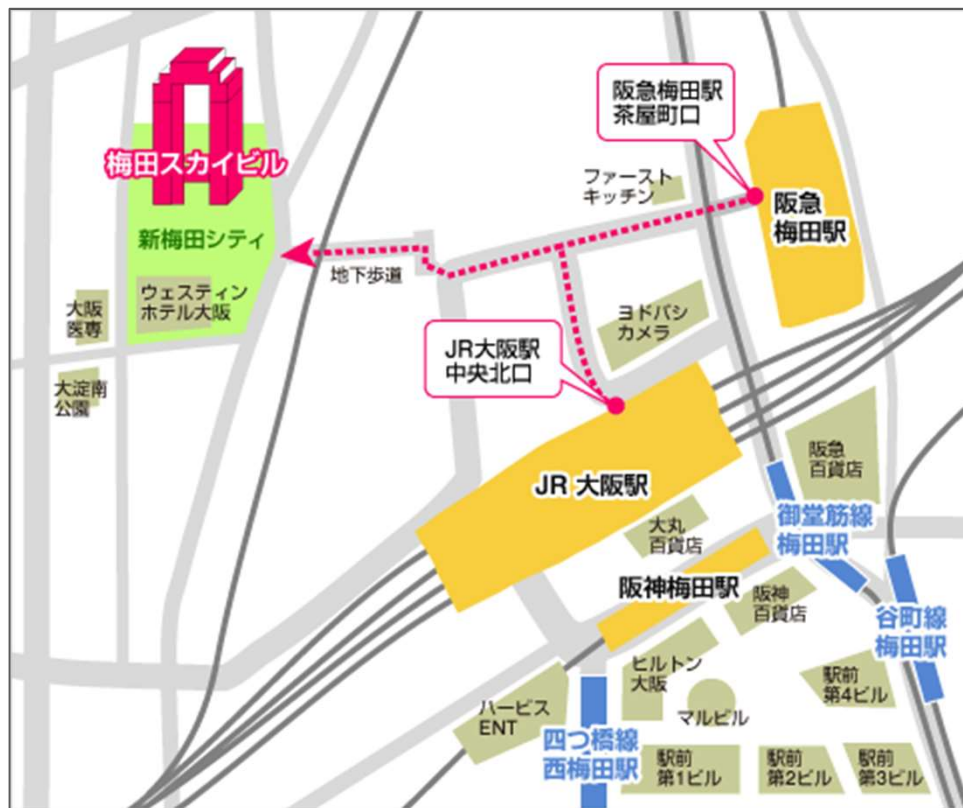 阪急梅田駅
茶屋町口
梅田スカイビル
ファースト
キッチン
阪急
梅田駅
新梅田シティ
地下歩道
ウェスティン
ホテル大阪
大阪
医専
ヨドバシ
カメラ
JR大阪駅
中央北口
大淀南
公園
阪急
百貨店
JR 大阪駅
大丸
百貨店
御堂筋線
梅田駅
阪神梅田駅
阪神
百貨店
谷町線
梅田駅
ヒルトン
大阪
駅前
第4ビル
ハービス
ENT
マルビル
四つ橋線
西梅田駅
駅前
第1ビル
駅前
第2ビル
駅前
第3ビル